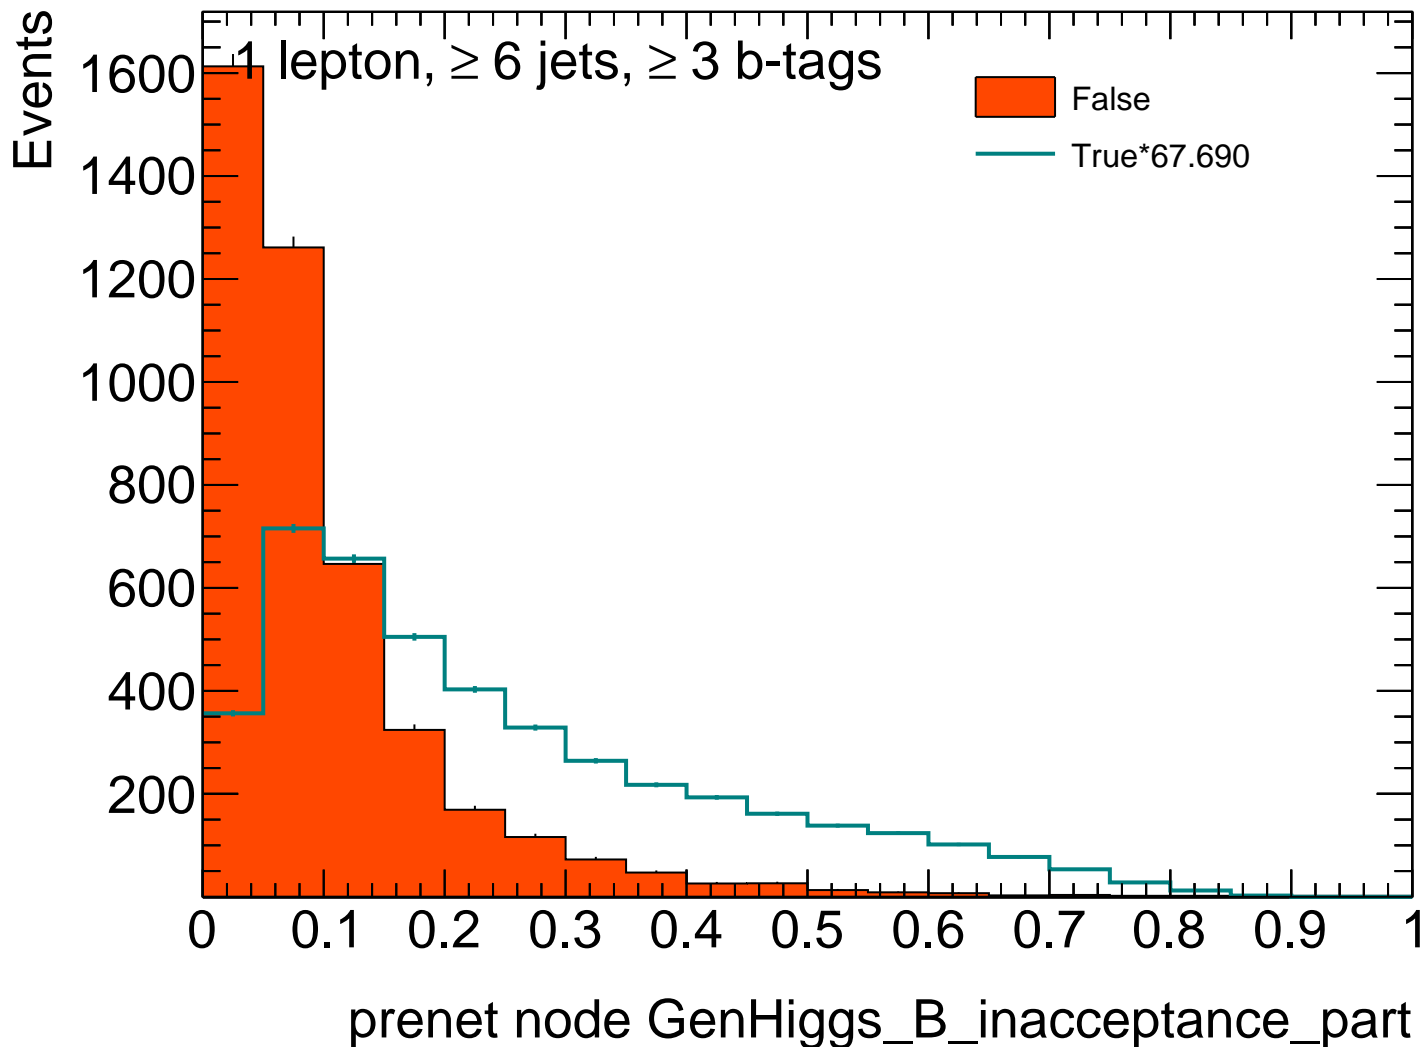 Events
1 lepton, ≥ 6 jets, ≥ 3 b-tags
False
True*67.690
1600
1400
1200
1000
800
600
400
200
0 0.1 0.2 0.3 0.4 0.5 0.6 0.7 0.8 0.9 1
prenet node GenHiggs_B_inacceptance_part